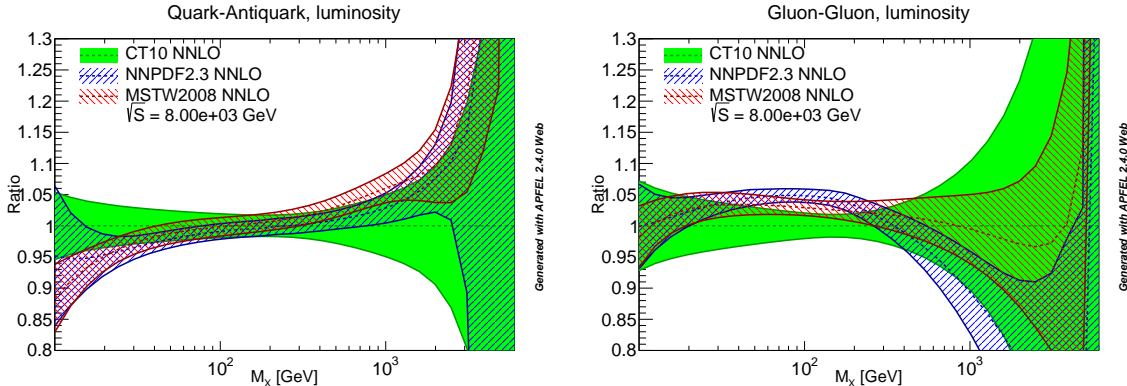 Quark-Antiquark, luminosity
Ratio
1.3
1.25
1.2
1.15
1.1
1.05
1
0.95
0.9
0.85
0.8
CT10 NNLO
NNPDF2.3 NNLO
MSTW2008 NNLO
√S = 8.00e+03 GeV
10²
10³
M_x [GeV]
Generated with APFEL 2.4.0 Web
Gluon-Gluon, luminosity
Ratio
1.3
1.25
1.2
1.15
1.1
1.05
1
0.95
0.9
0.85
0.8
CT10 NNLO
NNPDF2.3 NNLO
MSTW2008 NNLO
√S = 8.00e+03 GeV
10²
10³
M_x [GeV]
Generated with APFEL 2.4.0 Web